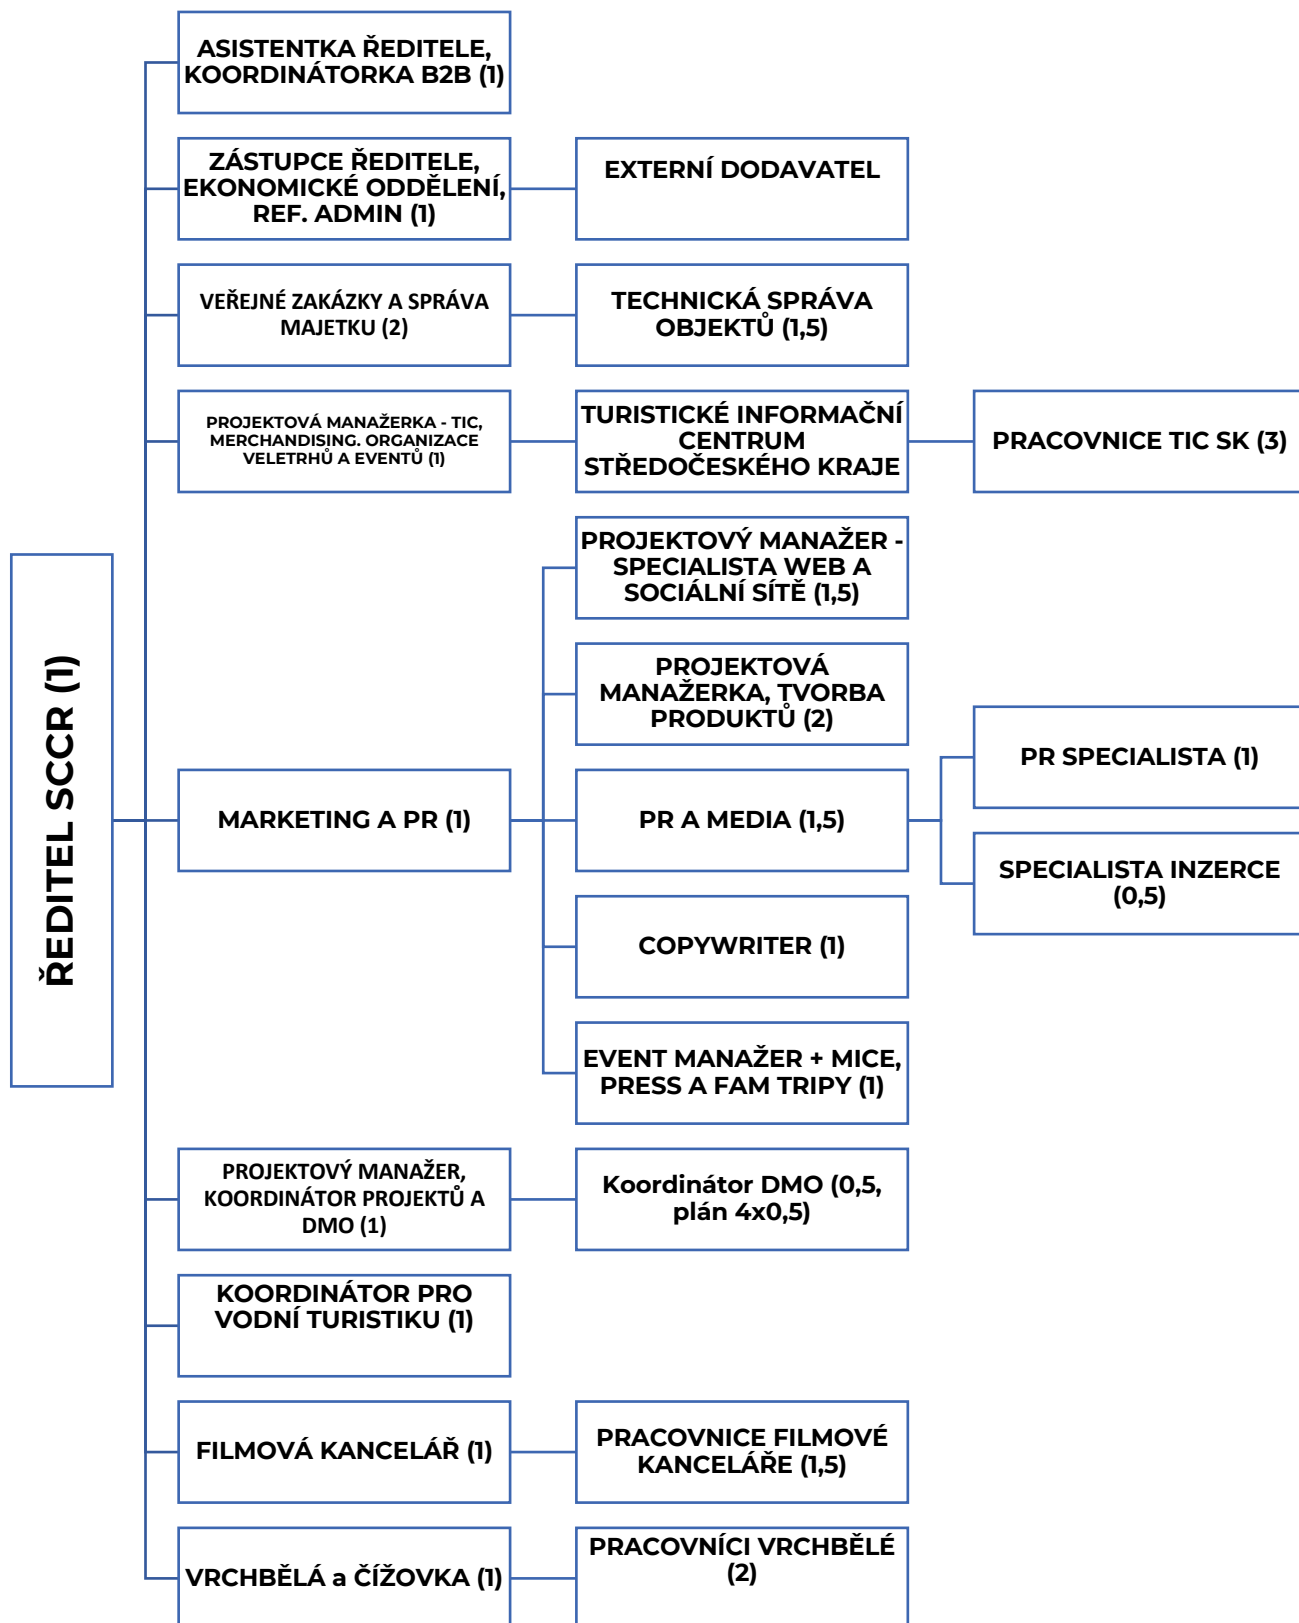 ASISTENTKA ŘEDITELE,
KOORDINÁTORKA B2B (1)
ZÁSTUPCE ŘEDITELE,
EKONOMICKÉ ODDĚLENÍ,
REF. ADMIN (1)
EXTERNÍ DODAVATEL
VEŘEJNÉ ZAKÁZKY A SPRÁVA
MAJETKU (2)
TECHNICKÁ SPRÁVA
OBJEKTŮ (1,5)
PROJEKTOVÁ MANAŽERKA - TIC,
MERCHANDISING. ORGANIZACE
VELETRHŮ A EVENTŮ (1)
TURISTICKÉ INFORMAČNÍ
CENTRUM
STŘEDOČESKÉHO KRAJE
PRACOVNICE TIC SK (3)
ŘEDITEL SCCR (1)
MARKETING A PR (1)
PROJEKTOVÝ MANAŽER -
SPECIALISTA WEB A
SOCIÁLNÍ SÍTĚ (1,5)
PROJEKTOVÁ
MANAŽERKA, TVORBA
PRODUKTŮ (2)
PR A MEDIA (1,5)
PR SPECIALISTA (1)
SPECIALISTA INZERCE
(0,5)
COPYWRITER (1)
EVENT MANAŽER + MICE,
PRESS A FAM TRIPY (1)
PROJEKTOVÝ MANAŽER,
KOORDINÁTOR PROJEKTŮ A
DMO (1)
Koordinátor DMO (0,5,
plán 4x0,5)
KOORDINÁTOR PRO
VODNÍ TURISTIKU (1)
FILMOVÁ KANCELÁŘ (1)
PRACOVNICE FILMOVÉ
KANCELÁŘE (1,5)
VRCHBĚLÁ a ČÍŽOVKA (1)
PRACOVNÍCI VRCHBĚLÉ
(2)